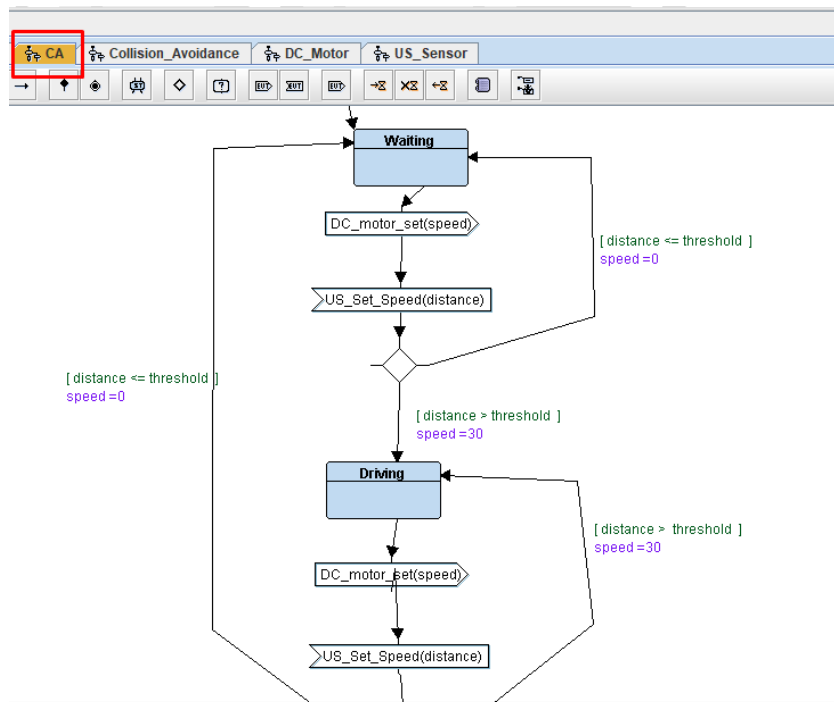 CA
Collision_Avoidance
DC_Motor
US_Sensor
Waiting
DC_motor_set(speed)
[ distance <= threshold ]
speed =0
US_Set_Speed(distance)
[ distance <= threshold ]
speed =0
[ distance > threshold ]
speed =30
Driving
[ distance > threshold ]
speed =30
DC_motor_set(speed)
US_Set_Speed(distance)